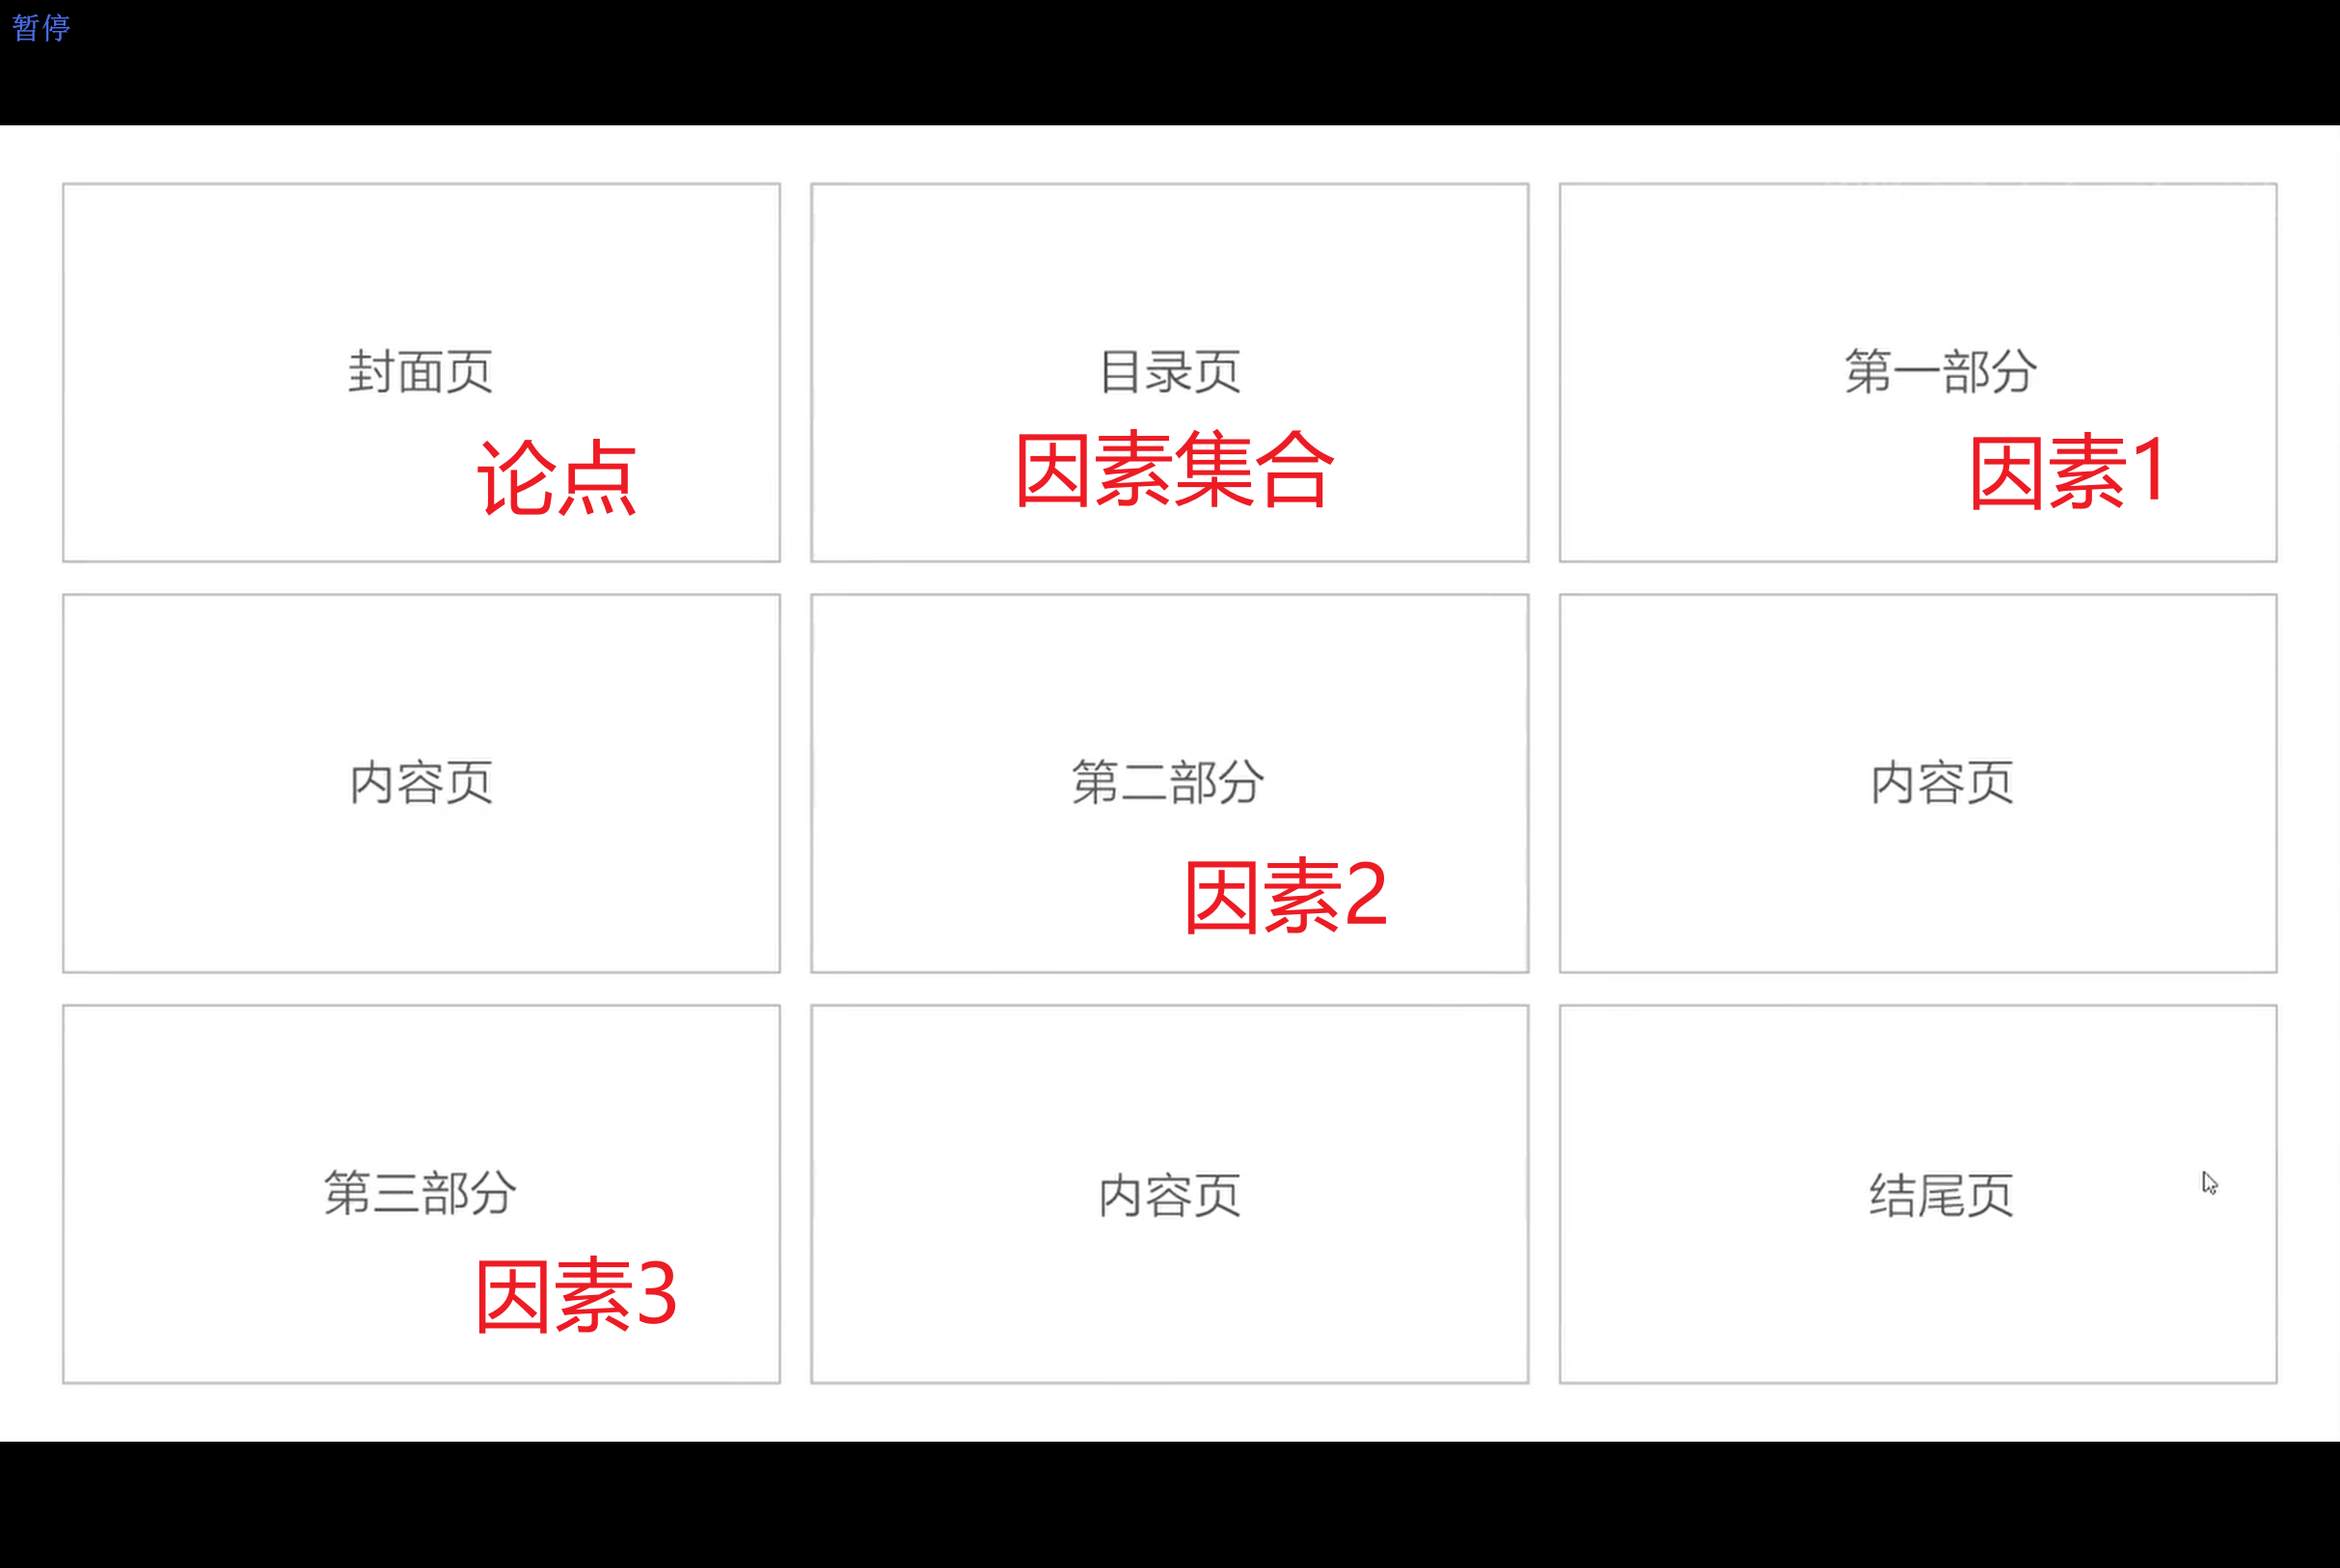 暂停
封面页
论点
目录页
因素集合
第一部分
因素1
内容页
第二部分
因素2
内容页
第三部分
因素3
内容页
结尾页